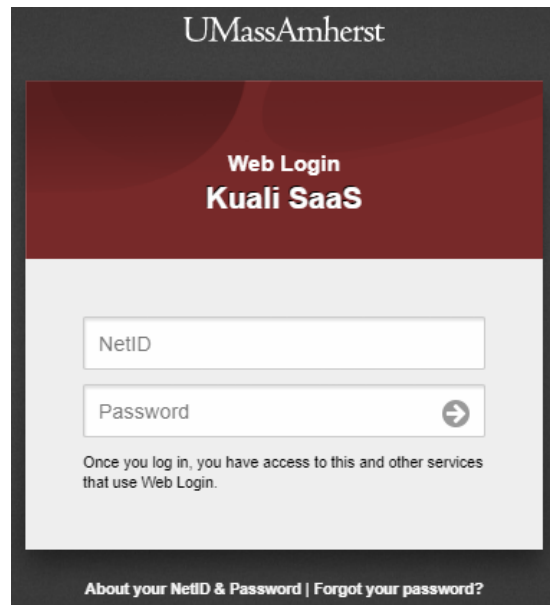 UMassAmherst
Web Login
Kuali SaaS
NetID
Password
Once you log in, you have access to this and other services
that use Web Login.
About your NetID & Password | Forgot your password?